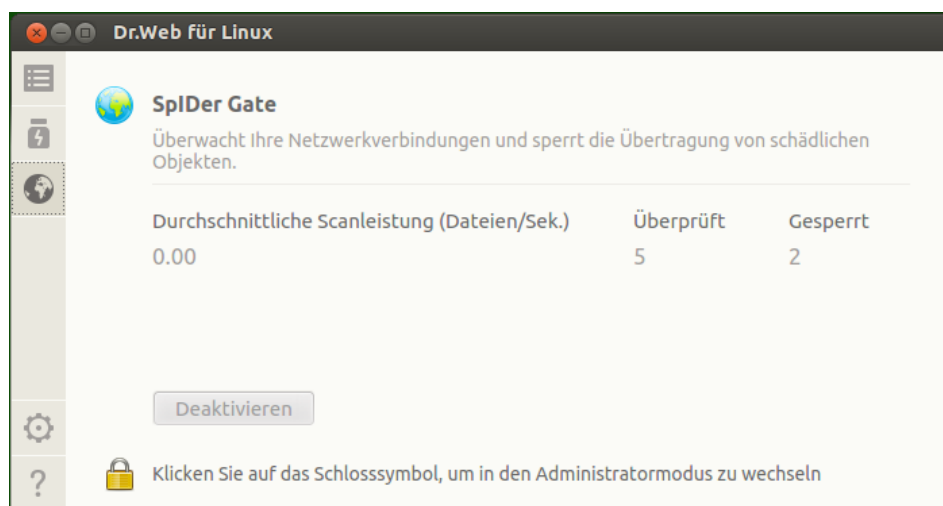 Dr.Web für Linux
SpIDer Gate
Überwacht Ihre Netzwerkverbindungen und sperrt die Übertragung von schädlichen
Objekten.
Durchschnittliche Scanleistung (Dateien/Sek.) Überprüft Gesperrt
0.00 5 2
Deaktivieren
Klicken Sie auf das Schlosssymbol, um in den Administratormodus zu wechseln
?